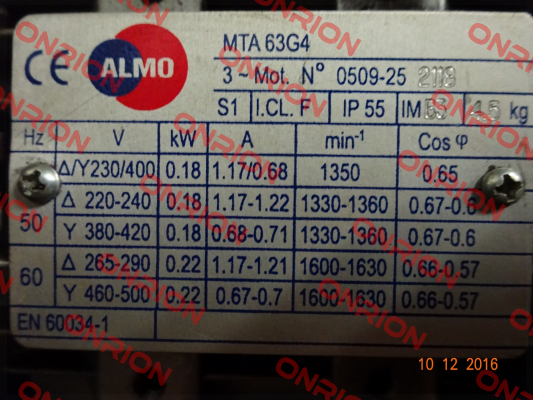 MTA 63G4
CE ALMO
3 ~ Mot. Nº 0509-25 2118
S1 I.CL. F IP 55 IM kg
Hz V kW A min-1 Cos φ
Δ/Y230/400 0.18 1.17/0.68 1350 0.65
50 Δ 220-240 0.18 1.17-1.22 1330-1360 0.67-0.6
Y 380-420 0.18 0.68-0.71 1330-1360 0.67-0.6
60 Δ 265-290 0.22 1.17-1.21 1600-1630 0.66-0.57
Y 460-500 0.22 0.67-0.7 1600-1630 0.66-0.57
EN 60034-1
10 12 2016
ONRION